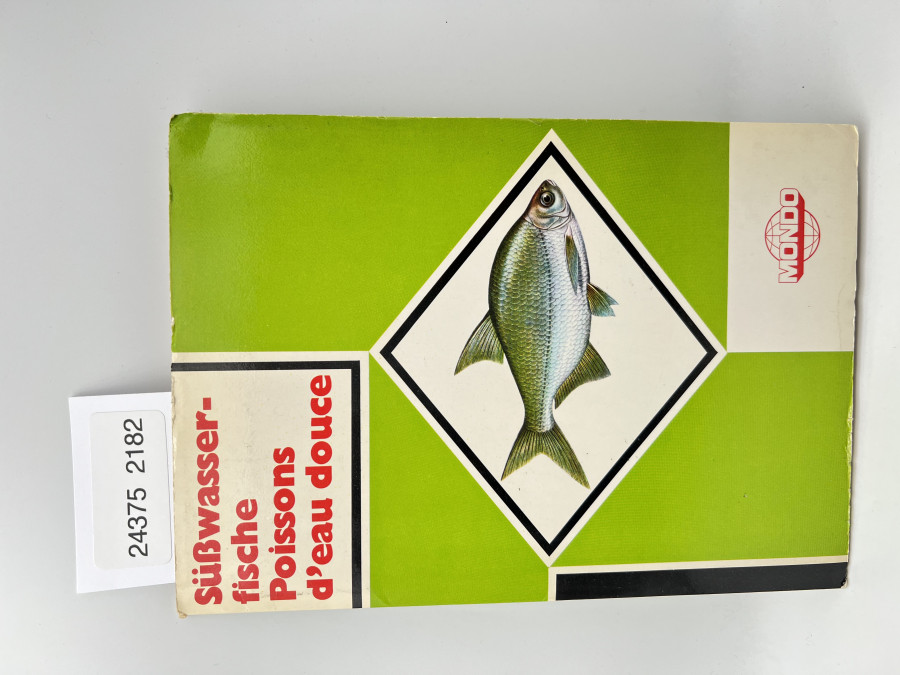 Süßwasser-
fische
Poissons
d'eau douce
MONDO
24375 2182